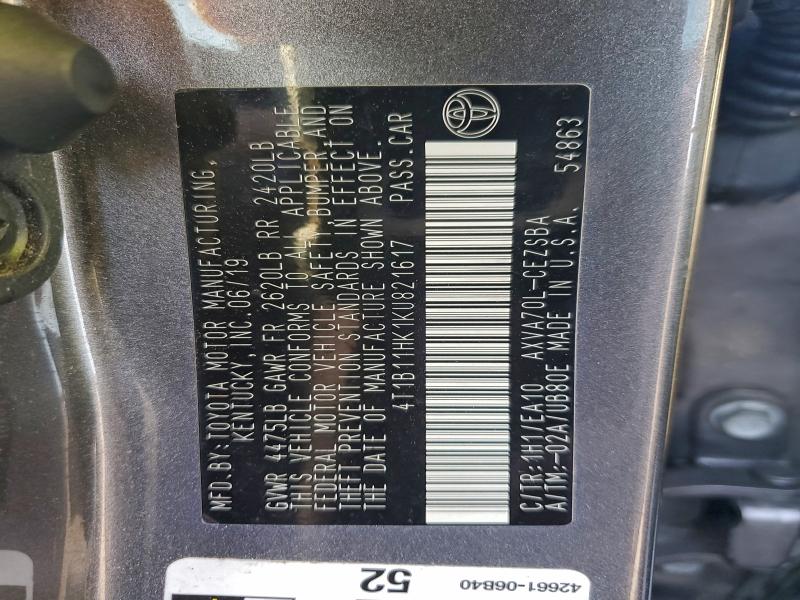 MFD.BY:TOYOTA MOTOR MANUFACTURING,
KENTUCKY,INC.06/19
GVWR 4475LB GAWR FR 2620LB RR 2420LB
THIS VEHICLE CONFORMS TO ALL APPLICABLE
FEDERAL MOTOR VEHICLE SAFETY,BUMPER,AND
THEFT PREVENTION STANDARDS IN EFFECT ON
THE DATE OF MANUFACTURE SHOWN ABOVE.
4T1B11HK1KU821617 PASS.CAR
C/TR:1H1/EA10 AXVA70L-CEZSBA
A/TM:-02A/UB80E MADE IN U.S.A. 54863
52
42661-06B40